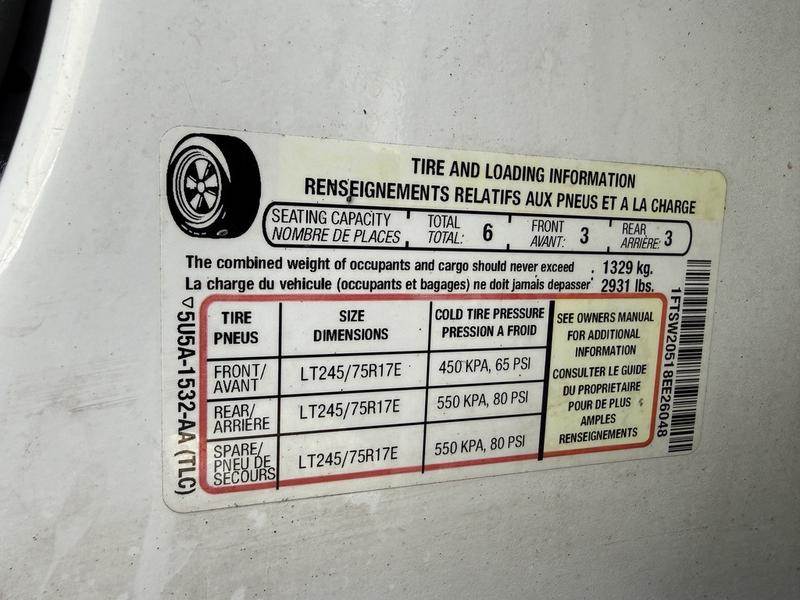 TIRE AND LOADING INFORMATION
RENSEIGNEMENTS RELATIFS AUX PNEUS ET A LA CHARGE
SEATING CAPACITY
NOMBRE DE PLACES
TOTAL
TOTAL: 6
FRONT
AVANT: 3
REAR
ARRIÈRE: 3
The combined weight of occupants and cargo should never exceed 1329 kg.
La charge du vehicule (occupants et bagages) ne doit jamais depasser 2931 lbs.
TIRE
PNEUS
SIZE
DIMENSIONS
COLD TIRE PRESSURE
PRESSION A FROID
FRONT/
AVANT
LT245/75R17E
450 KPA, 65 PSI
REAR/
ARRIÈRE
LT245/75R17E
550 KPA, 80 PSI
SPARE/
PNEU DE
SECOURS
LT245/75R17E
550 KPA, 80 PSI
SEE OWNERS MANUAL
FOR ADDITIONAL
INFORMATION
CONSULTER LE GUIDE
DU PROPRIETAIRE
POUR DE PLUS
AMPLES
RENSEIGNEMENTS
5U5A-1532-AA (TLC)
1FTSW20518EE26048